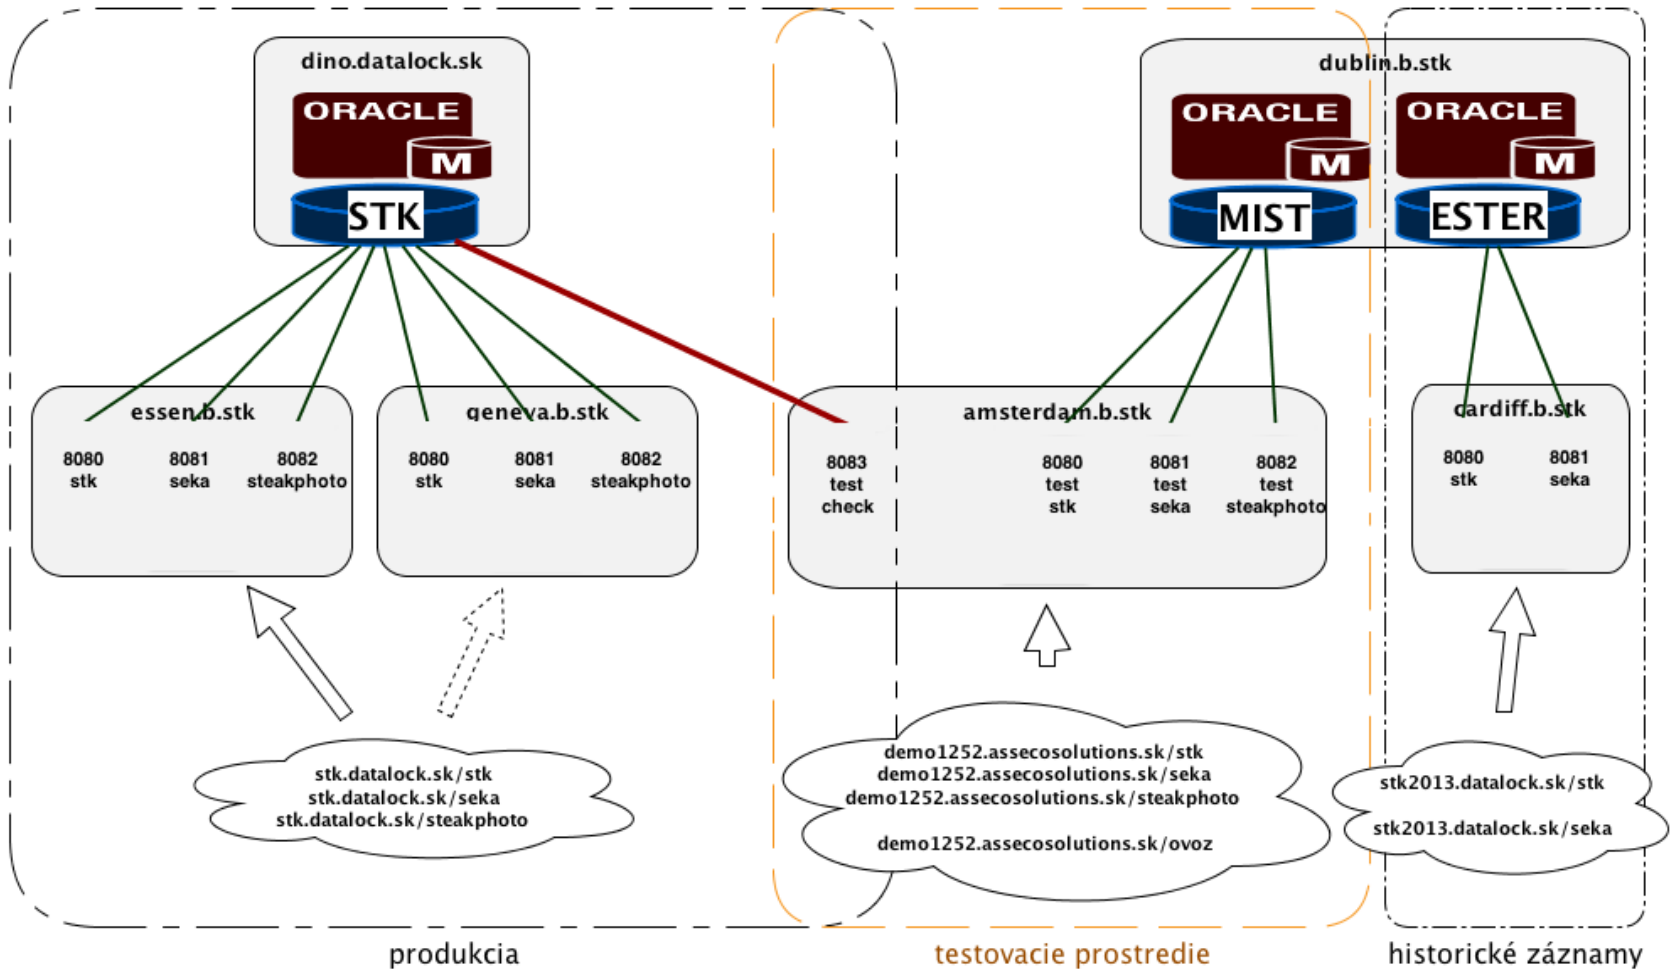 dino.datalock.sk
ORACLE
M
STK
dublin.b.stk
ORACLE
M
MIST
ORACLE
M
ESTER
essen.b.stk
8080
stk
8081
seka
8082
steakphoto
geneva.b.stk
8080
stk
8081
seka
8082
steakphoto
amsterdam.b.stk
8083
test
check
8080
test
stk
8081
test
seka
8082
test
steakphoto
cardiff.b.stk
8080
stk
8081
seka
stk.datalock.sk/stk
stk.datalock.sk/seka
stk.datalock.sk/steakphoto
demo1252.assecosolutions.sk/stk
demo1252.assecosolutions.sk/seka
demo1252.assecosolutions.sk/steakphoto
demo1252.assecosolutions.sk/ovoz
stk2013.datalock.sk/stk
stk2013.datalock.sk/seka
produkcia
testovacie prostredie
historické záznamy